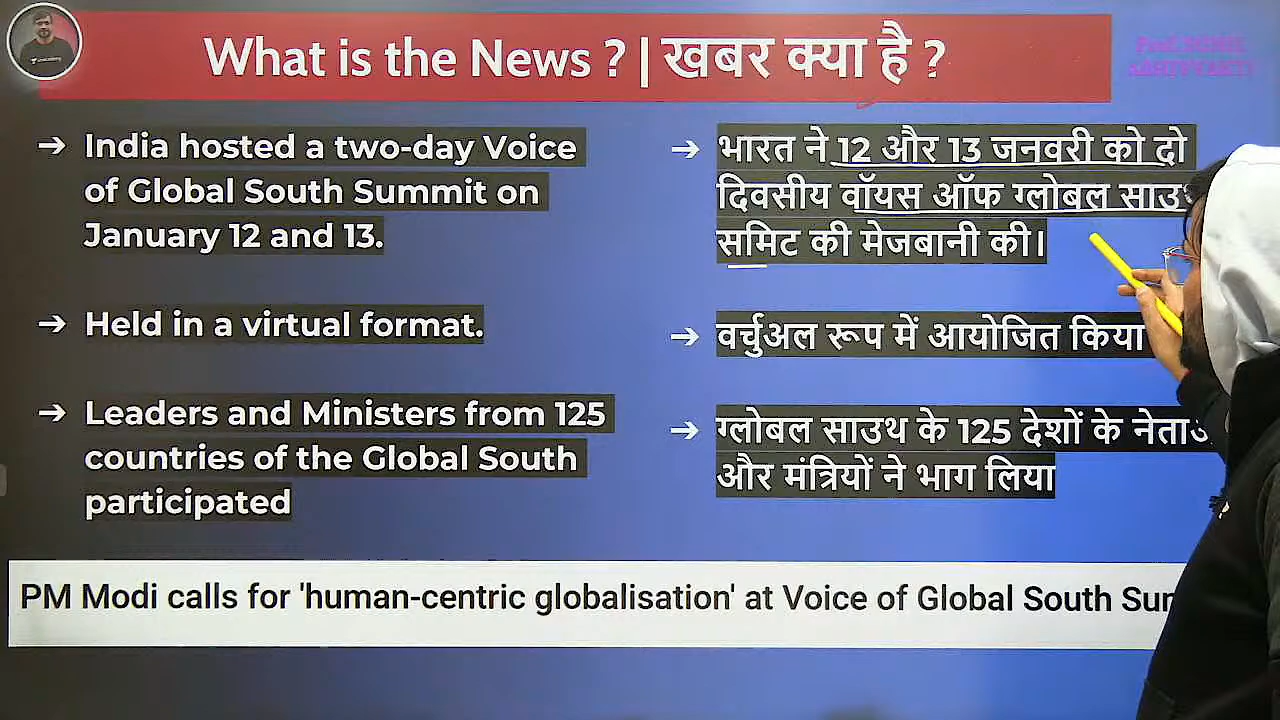 What is the News ? | खबर क्या है ?
India hosted a two-day Voice
of Global South Summit on
January 12 and 13.
Held in a virtual format.
Leaders and Ministers from 125
countries of the Global South
participated
भारत ने 12 और 13 जनवरी को दो
दिवसीय वॉयस ऑफ ग्लोबल
समिट की मेजबानी की।
वर्चुअल रूप में आयोजित किया
ग्लोबल साउथ के 125 देशों के
और मंत्रियों ने भाग लिया
PM Modi calls for 'human-centric globalisation' at Voice of Global South